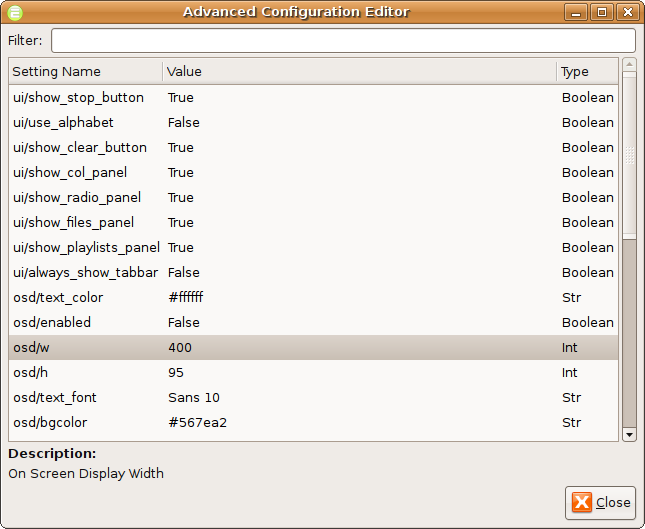 Advanced Configuration Editor
Filter:
Setting Name Value Type
ui/show_stop_button True Boolean
ui/use_alphabet False Boolean
ui/show_clear_button True Boolean
ui/show_col_panel True Boolean
ui/show_radio_panel True Boolean
ui/show_files_panel True Boolean
ui/show_playlists_panel True Boolean
ui/always_show_tabbar False Boolean
osd/text_color #ffffff Str
osd/enabled False Boolean
osd/w 400 Int
osd/h 95 Int
osd/text_font Sans 10 Str
osd/bgcolor #567ea2 Str
Description:
On Screen Display Width
Close